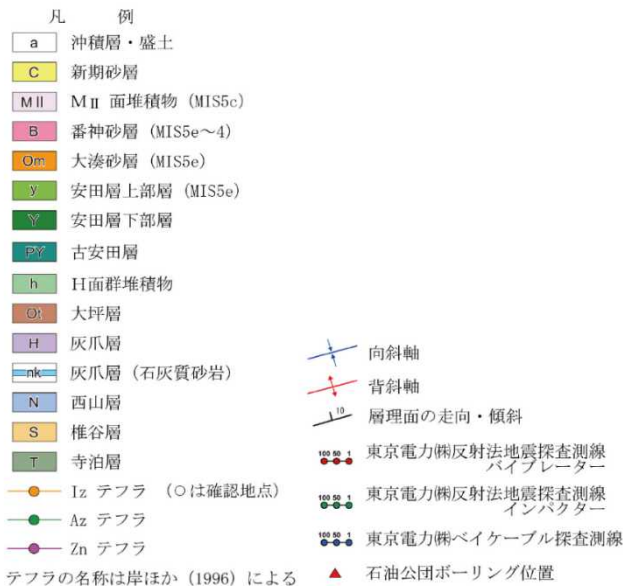 凡 例
a 沖積層・盛土
C 新期砂層
MⅡ MⅡ 面堆積物 (MIS5c)
B 番神砂層 (MIS5e～4)
Om 大湊砂層 (MIS5e)
y 安田層上部層 (MIS5e)
Y 安田層下部層
PY 古安田層
h H面群堆積物
Ot 大坪層
H 灰爪層
nk 灰爪層 (石灰質砂岩)
N 西山層
S 椎谷層
T 寺泊層
Iz テフラ (○は確認地点)
Az テフラ
Zn テフラ
テフラの名称は岸ほか (1996) による
向斜軸
背斜軸
10 層理面の走向・傾斜
100 50 1 東京電力㈱反射法地震探査測線
バイブレーター
100 50 1 東京電力㈱反射法地震探査測線
インパクター
100 50 1 東京電力㈱ベイケーブル探査測線
石油公団ボーリング位置